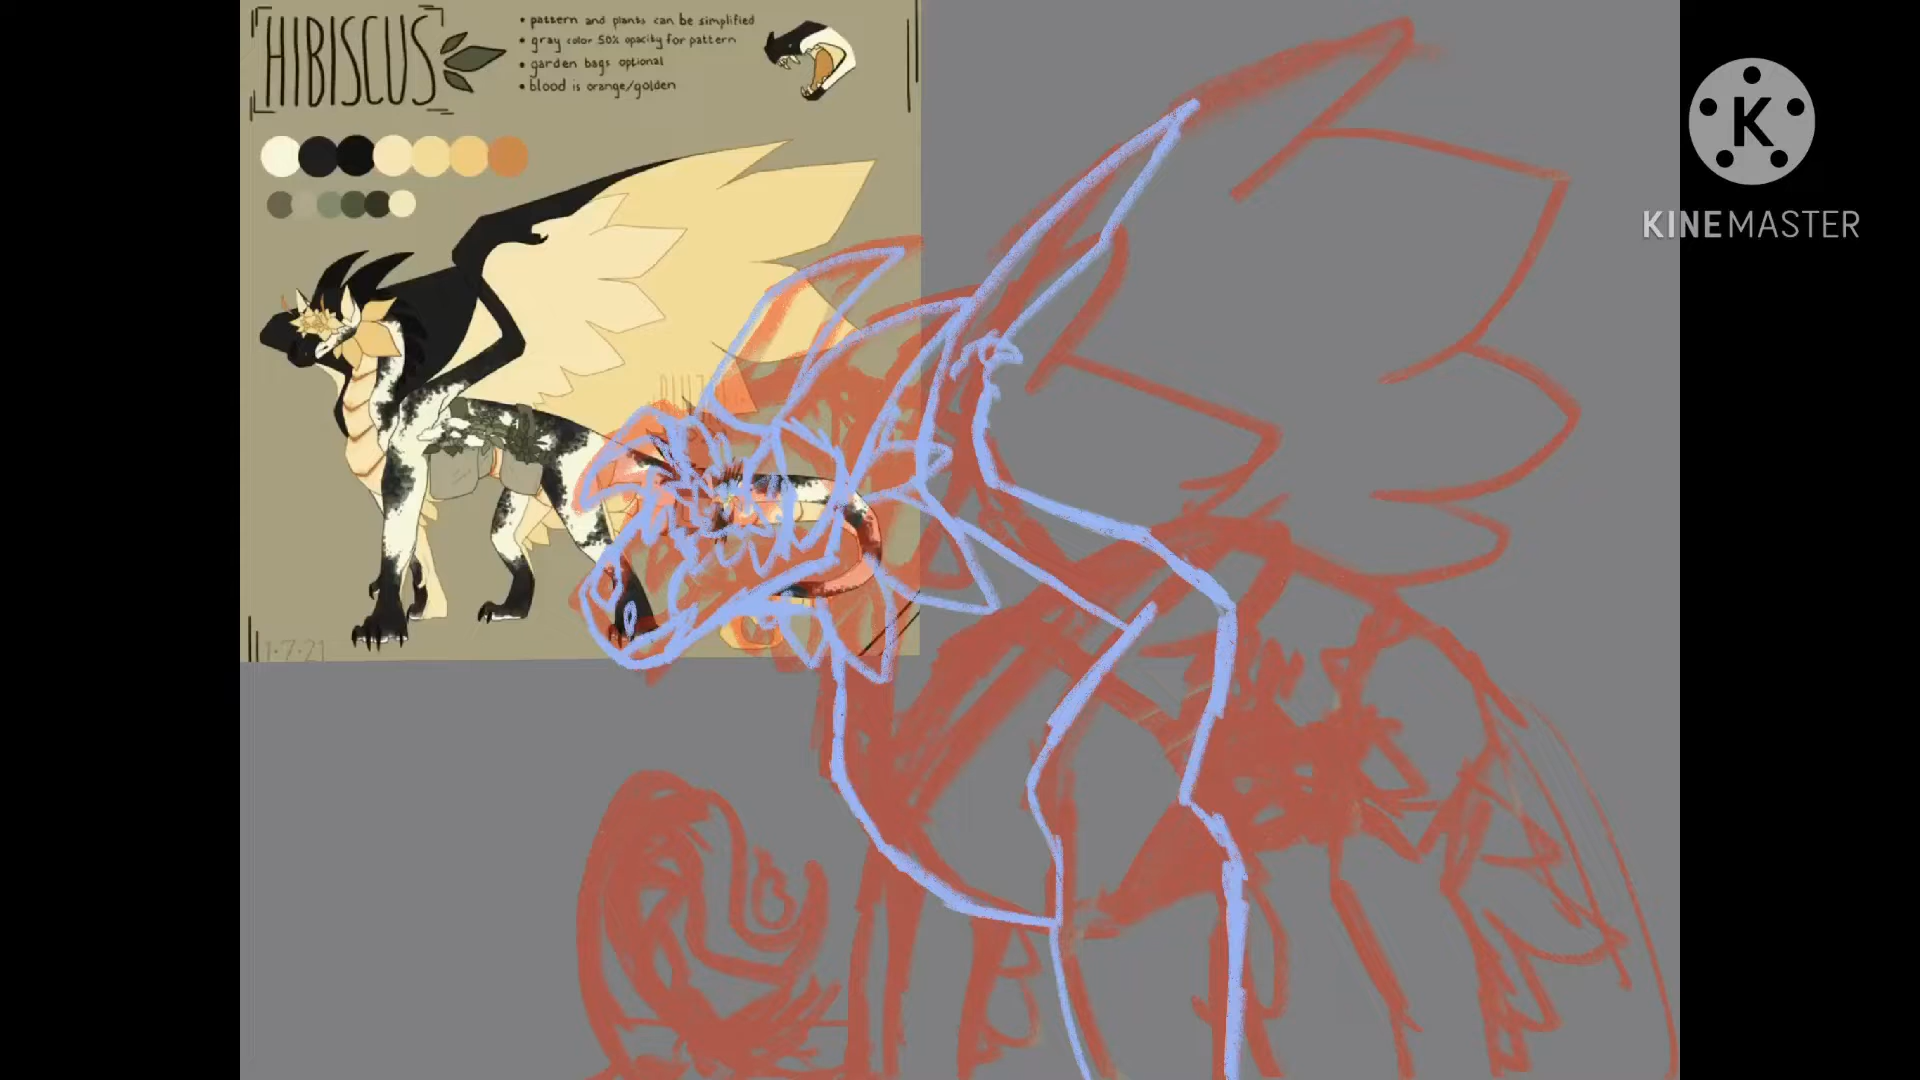 HIBISCUS
• pattern and plants can be simplified
• gray color 50% opacity for pattern
• garden bags optional
• blood is orange/golden
K
KINEMASTER
1.7.21